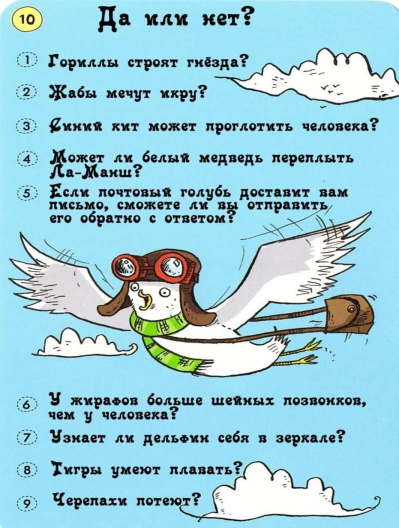 10
Да или нет?
1 Гориллы строят гнёзда?
2 Жабы мечут икру?
3 Синий кит может проглотить человека?
4 Может ли белый медведь переплыть
Ла-Манш?
5 Если почтовый голубь доставит вам
письмо, сможете ли вы отправить
его обратно с ответом?
6 У жирафов больше шейных позвонков,
чем у человека?
7 Узнает ли дельфин себя в зеркале?
8 Тигры умеют плавать?
9 Черепахи потеют?